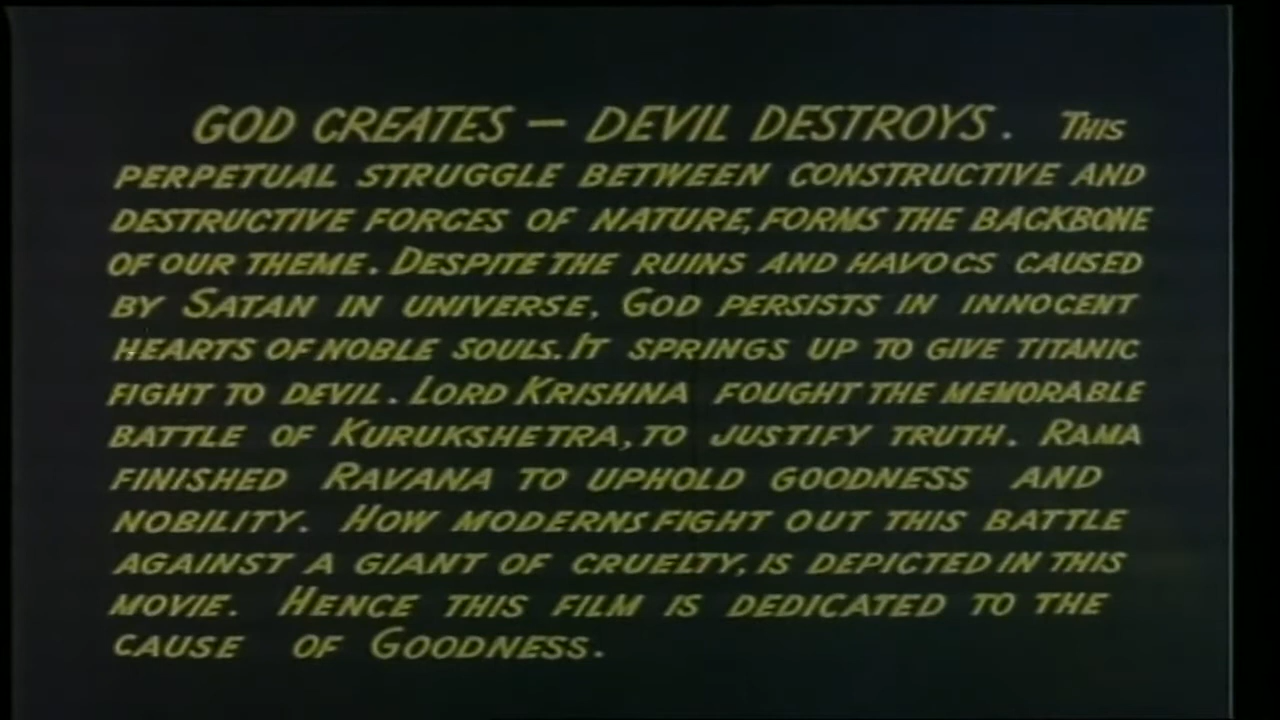 GOD CREATES — DEVIL DESTROYS. THIS
PERPETUAL STRUGGLE BETWEEN CONSTRUCTIVE AND
DESTRUCTIVE FORCES OF NATURE, FORMS THE BACKBONE
OF OUR THEME. DESPITE THE RUINS AND HAVOCS CAUSED
BY SATAN IN UNIVERSE, GOD PERSISTS IN INNOCENT
HEARTS OF NOBLE SOULS. IT SPRINGS UP TO GIVE TITANIC
FIGHT TO DEVIL. LORD KRISHNA FOUGHT THE MEMORABLE
BATTLE OF KURUKSHETRA, TO JUSTIFY TRUTH. RAMA
FINISHED RAVANA TO UPHOLD GOODNESS AND
NOBILITY. HOW MODERNS FIGHT OUT THIS BATTLE
AGAINST A GIANT OF CRUELTY, IS DEPICTED IN THIS
MOVIE. HENCE THIS FILM IS DEDICATED TO THE
CAUSE OF GOODNESS.